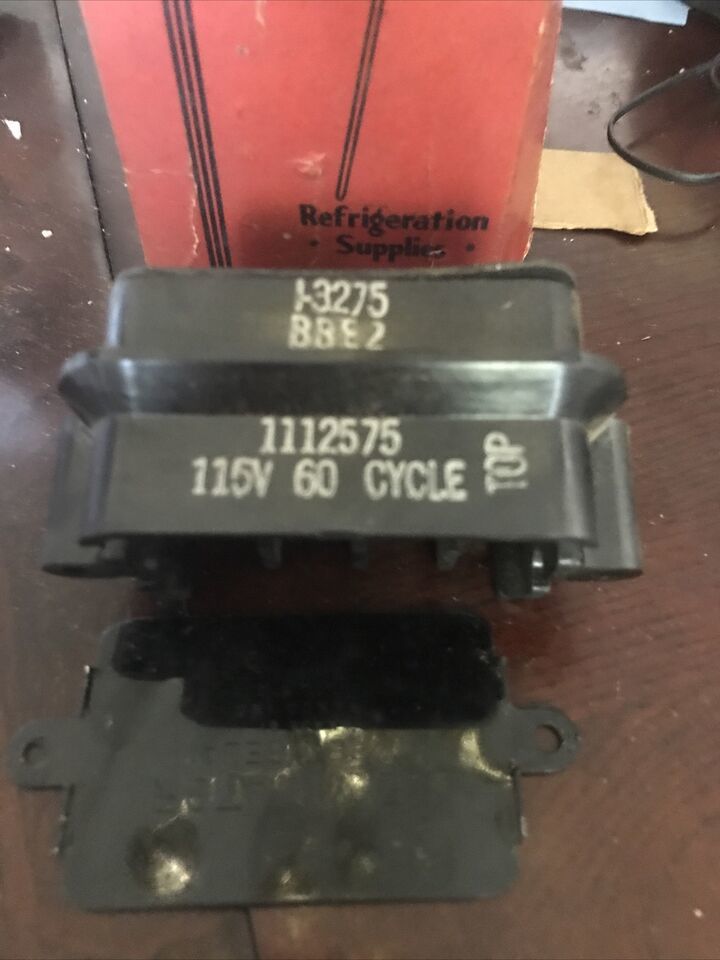 Refrigeration
· Supplies ·
1-3275
BBE2
1112575
115V 60 CYCLE
TOP